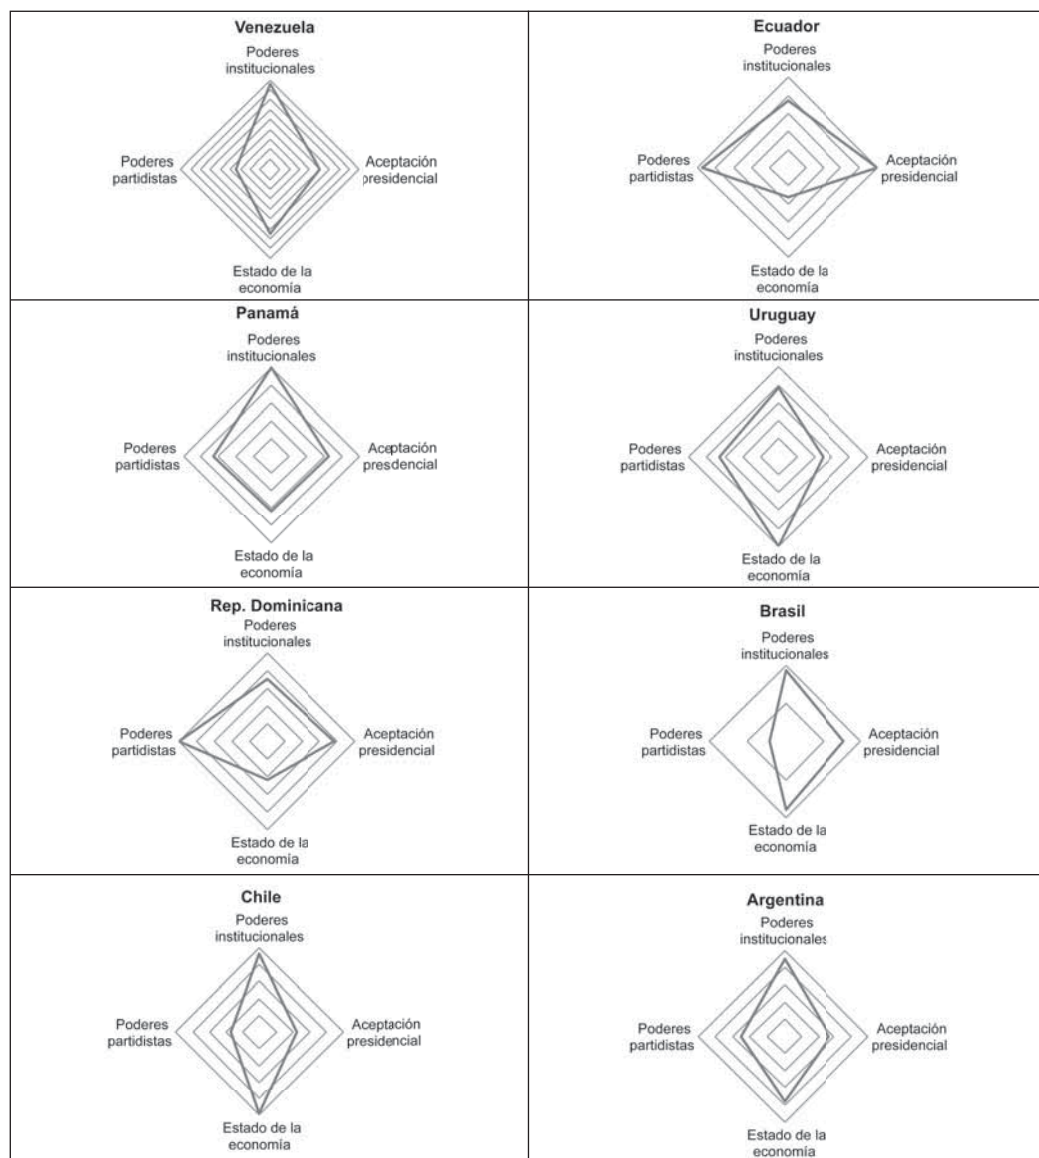 Venezuela
Poderes
institucionales
Poderes
partidistas
Aceptación
presidencial
Estado de la
economía
Ecuador
Poderes
institucionales
Poderes
partidistas
Aceptación
presidencial
Estado de la
economía
Panamá
Poderes
institucionales
Poderes
partidistas
Aceptación
presidencial
Estado de la
economía
Uruguay
Poderes
institucionales
Poderes
partidistas
Aceptación
presidencial
Estado de la
economía
Rep. Dominicana
Poderes
institucionales
Poderes
partidistas
Aceptación
presidencial
Estado de la
economía
Brasil
Poderes
institucionales
Poderes
partidistas
Aceptación
presidencial
Estado de la
economía
Chile
Poderes
institucionales
Poderes
partidistas
Aceptación
presidencial
Estado de la
economía
Argentina
Poderes
institucionales
Poderes
partidistas
Aceptación
presidencial
Estado de la
economía